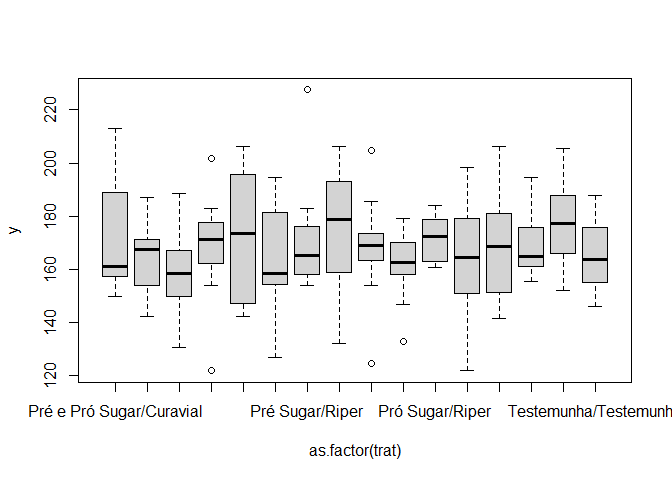 220
200
180
160
140
120
y
Pré e Pró Sugar/Curavial Pré Sugar/Riper Pró Sugar/Riper Testemunha/Testemunh
as.factor(trat)